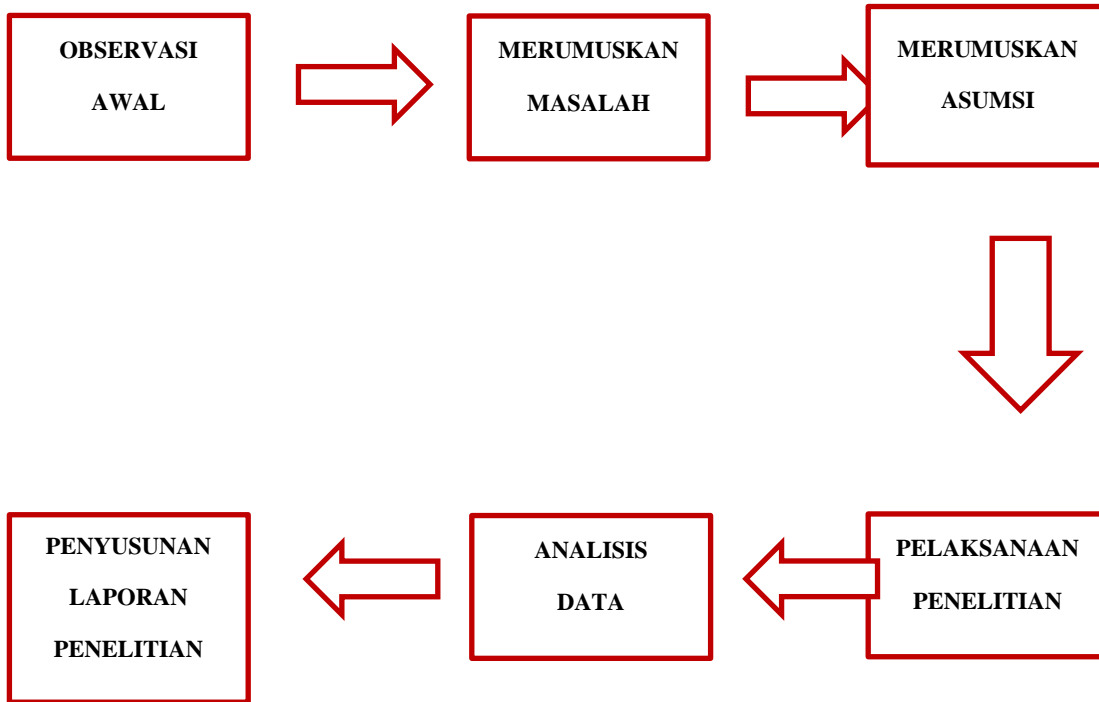 OBSERVASI
AWAL
MERUMUSKAN
MASALAH
MERUMUSKAN
ASUMSI
PELAKSANAAN
PENELITIAN
ANALISIS
DATA
PENYUSUNAN
LAPORAN
PENELITIAN